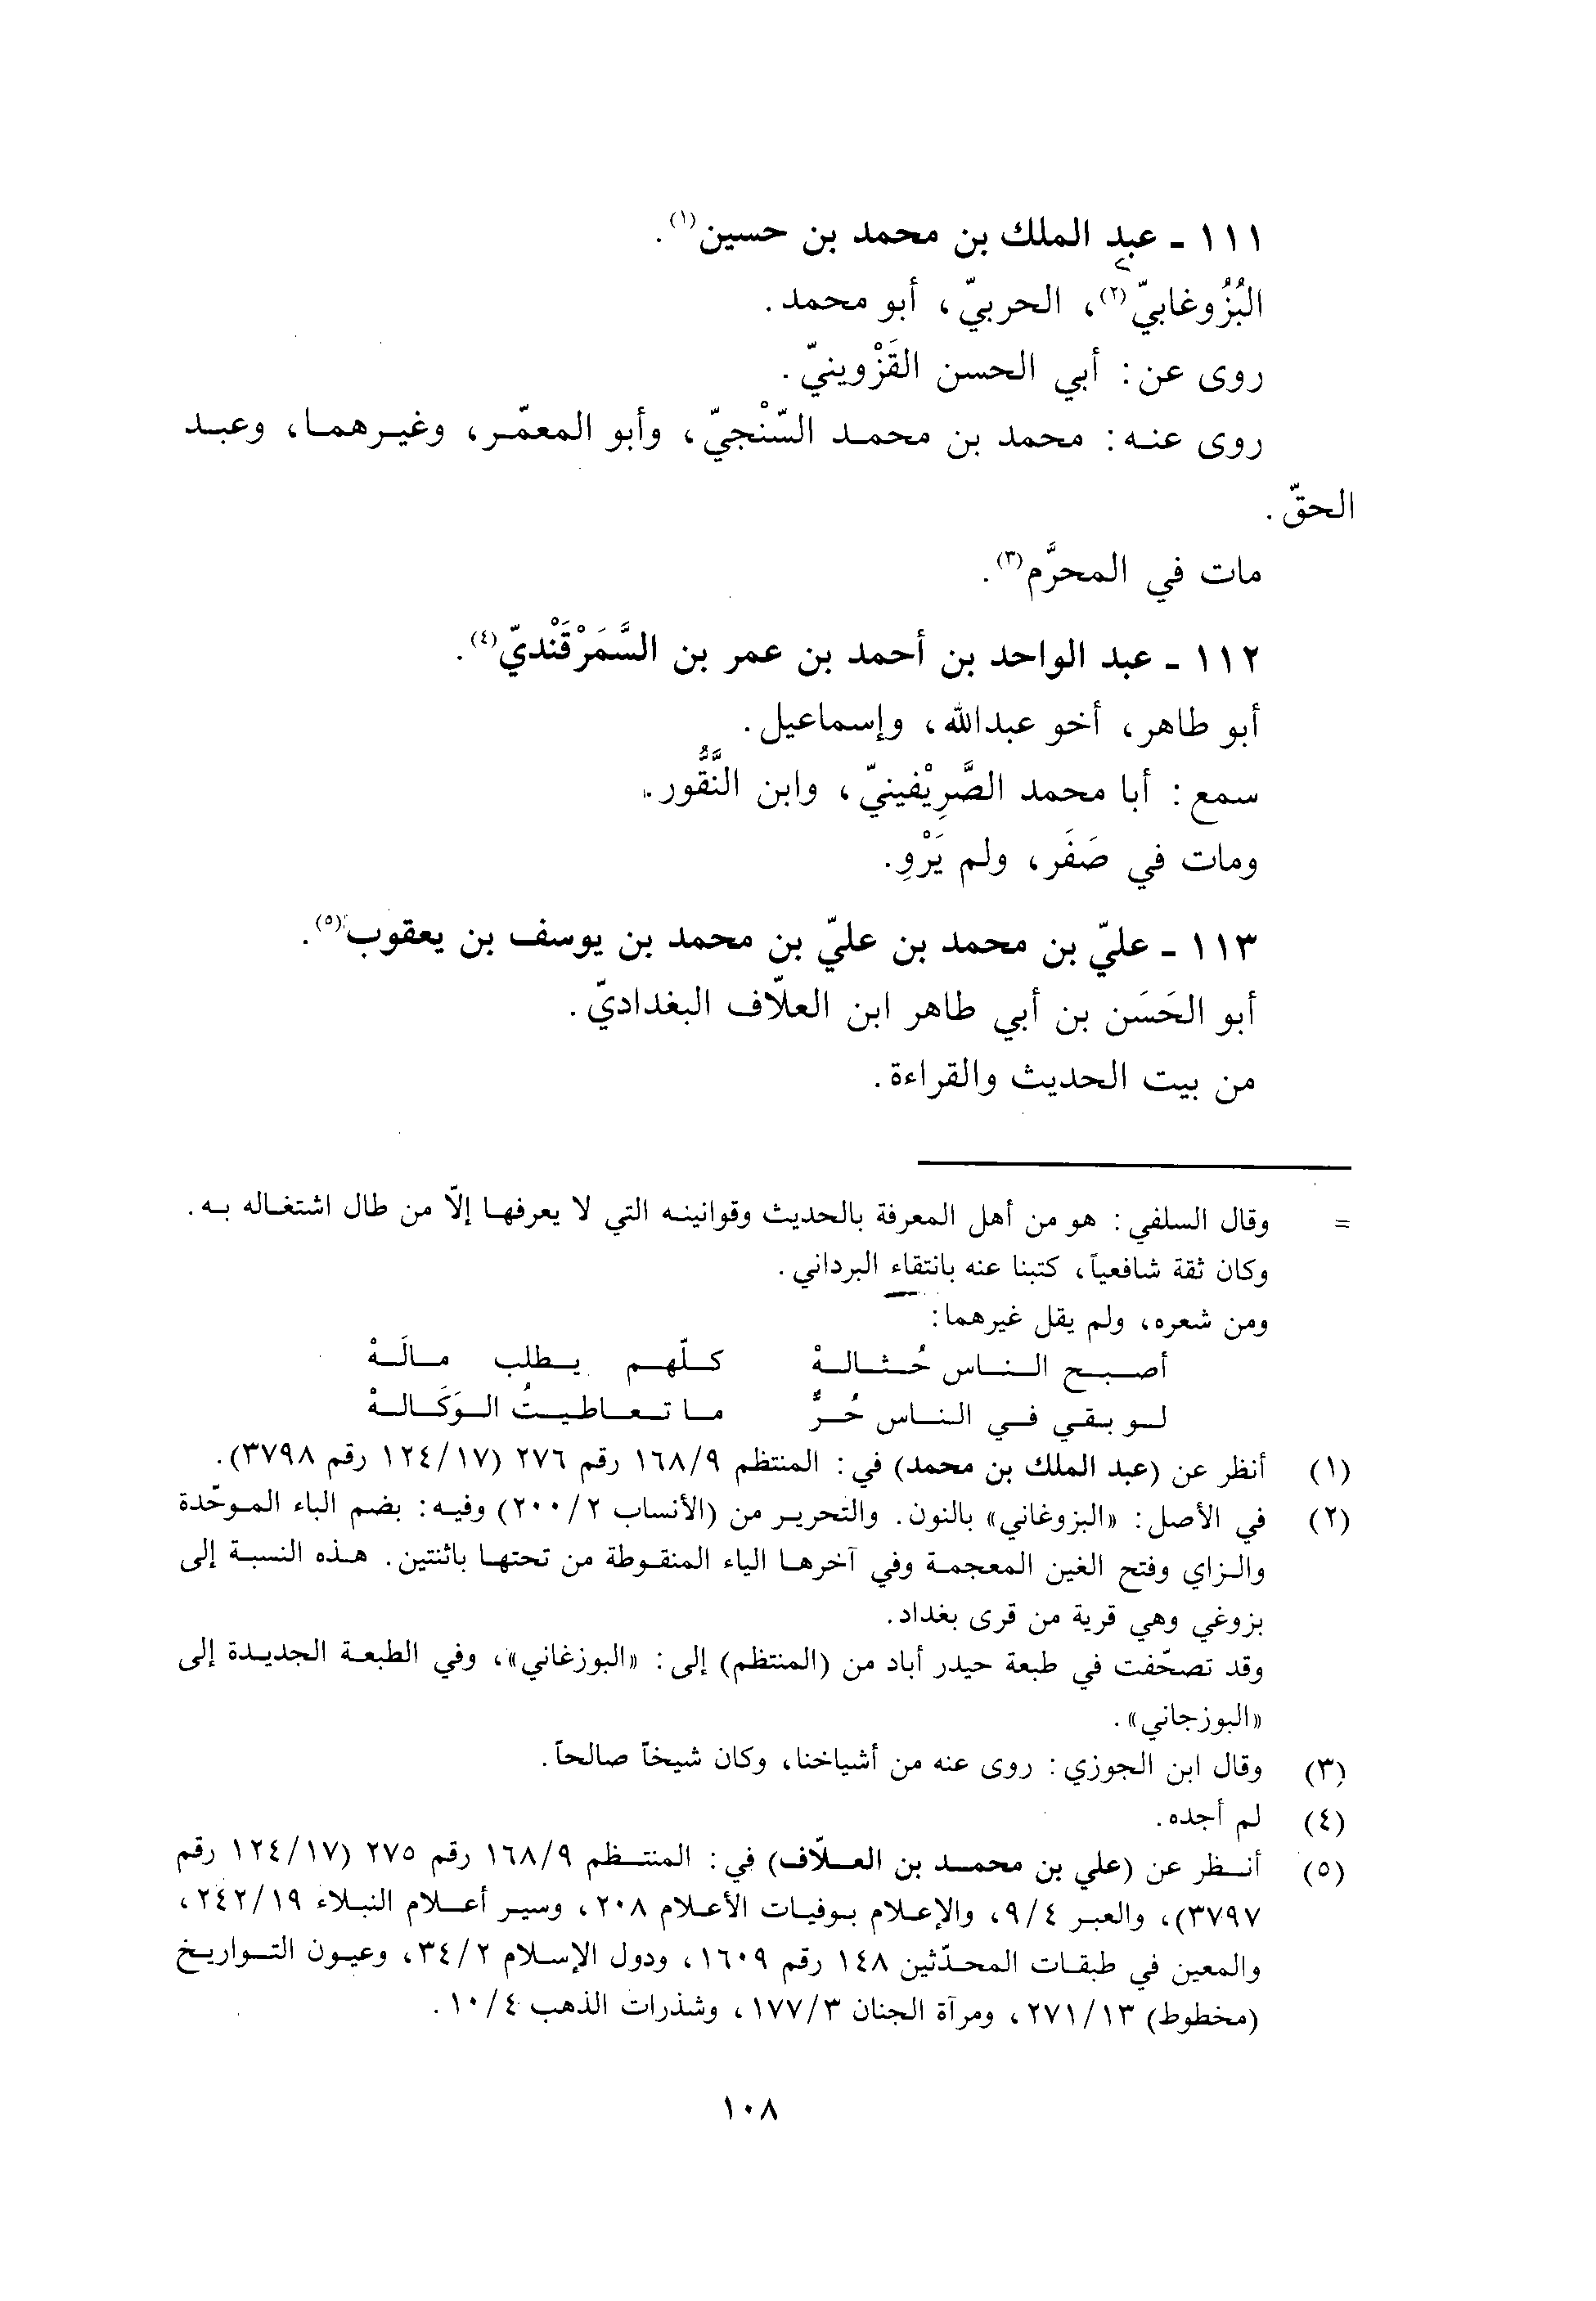 ١١١ - عبد الملك بن محمد بن حسين(١).
البُزُوغابيّ(٢)، الحربيّ، أبو محمد.
روى عن: أبي الحسن القَزْوينيّ.
روى عنه: محمد بن محمد السّنْجيّ، وأبو المعمّر، وغيرهما، وعبد
الحقّ.
مات في المحرَّم(٣).
١١٢ - عبد الواحد بن أحمد بن عمر بن السَّمَرْقَنْديّ(٤).
أبو طاهر، أخو عبدالله، وإسماعيل.
سمع: أبا محمد الصَّرِيْفينيّ، وابن النَّقُّور.
ومات في صَفَر، ولم يَرْوِ.
١١٣ - عليّ بن محمد بن عليّ بن محمد بن يوسف بن يعقوب(٥).
أبو الحَسَن بن أبي طاهر ابن العلّاف البغداديّ.
من بيت الحديث والقراءة.
= وقال السلفي: هو من أهل المعرفة بالحديث وقوانينه التي لا يعرفها إلّا من طال اشتغاله به.
وكان ثقة شافعياً، كتبنا عنه بانتقاء البرداني.
ومن شعره، ولم يقل غيرهما:
أصبح الناس حُثالهْ كلّهم يطلب مالَهْ
لو بقي في الناس حُرٌّ ما تعاطيتُ الوَكَالهْ
(١) أنظر عن (عبد الملك بن محمد) في: المنتظم ١٦٨/٩ رقم ٢٧٦ (١٢٤/١٧ رقم ٣٧٩٨).
(٢) في الأصل: «البزوغاني» بالنون. والتحرير من (الأنساب ٢٠٠/٢) وفيه: بضم الباء الموحّدة
والزاي وفتح الغين المعجمة وفي آخرها الياء المنقوطة من تحتها باثنتين. هذه النسبة إلى
بزوغي وهي قرية من قرى بغداد.
وقد تصحّفت في طبعة حيدر أباد من (المنتظم) إلى: «البوزغاني»، وفي الطبعة الجديدة إلى
«البوزجاني».
(٣) وقال ابن الجوزي: روى عنه من أشياخنا، وكان شيخاً صالحاً.
(٤) لم أجده.
(٥) أنظر عن (علي بن محمد بن العلّاف) في: المنتظم ١٦٨/٩ رقم ٢٧٥ (١٢٤/١٧ رقم
٣٧٩٧)، والعبر ٩/٤، والإعلام بوفيات الأعلام ٢٠٨، وسير أعلام النبلاء ٢٤٢/١٩،
والمعين في طبقات المحدّثين ١٤٨ رقم ١٦٠٩، ودول الإسلام ٣٤/٢، وعيون التواريخ
(مخطوط) ٢٧١/١٣، ومرآة الجنان ١٧٧/٣، وشذرات الذهب ١٠/٤.
١٠٨